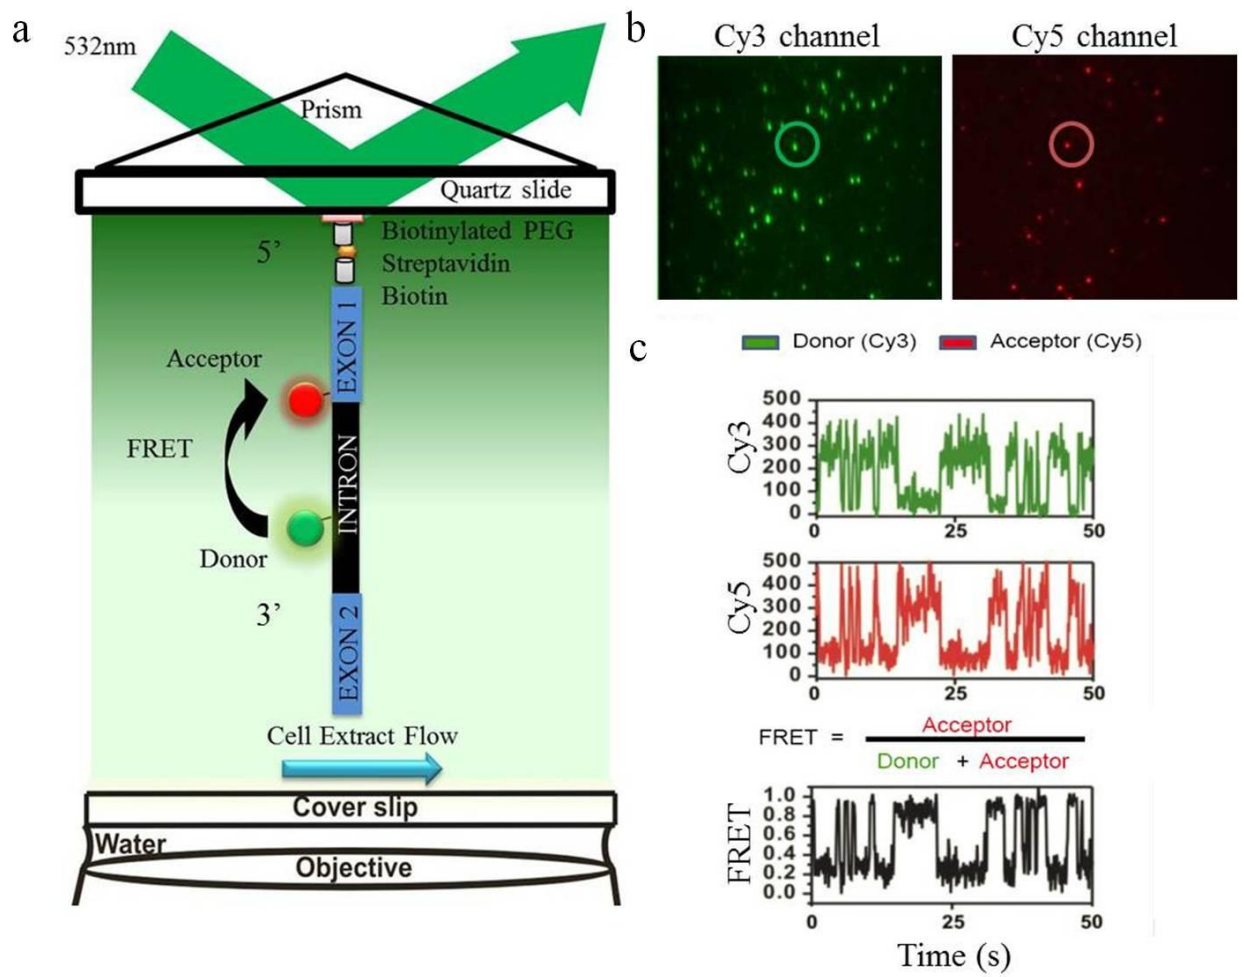 a
532nm
Prism
Quartz slide
5’
Biotinylated PEG
Streptavidin
Biotin
EXON 1
Acceptor
FRET
INTRON
Donor
3’
EXON 2
Cell Extract Flow
Cover slip
Water
Objective
b
Cy3 channel
Cy5 channel
c
Donor (Cy3)
Acceptor (Cy5)
Cy3
500
400
300
200
100
0
0 25 50
Cy5
500
400
300
200
100
0
0 25 50
FRET =
Acceptor
Donor + Acceptor
FRET
1.0
0.8
0.6
0.4
0.2
0.0
0 25 50
Time (s)